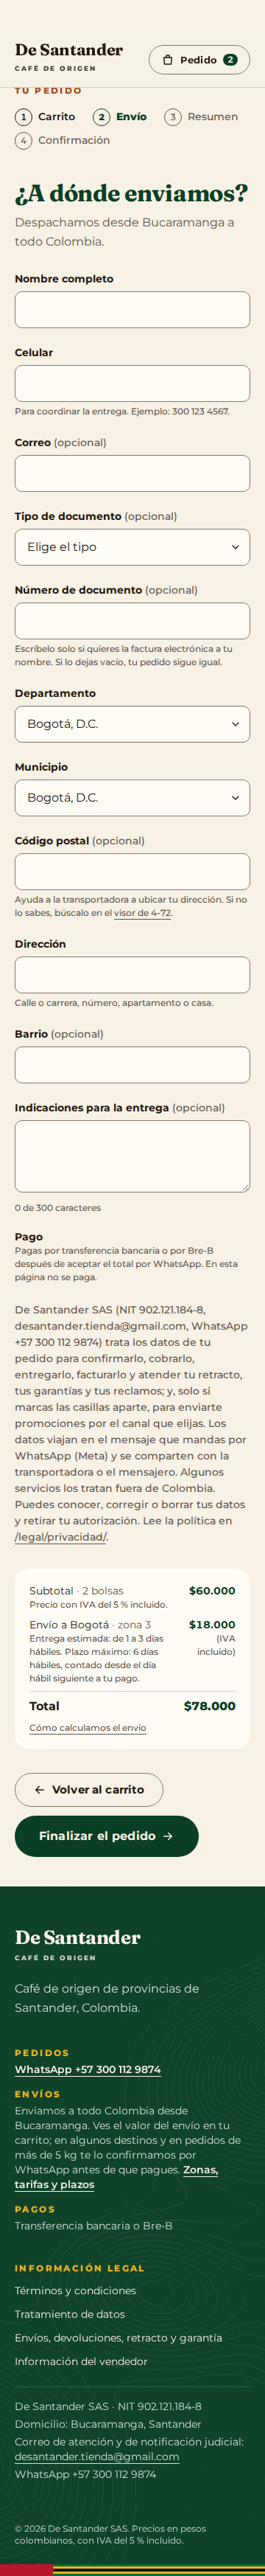 De Santander
CAFÉ DE ORIGEN
Pedido 2
TU PEDIDO
1 Carrito 2 Envío 3 Resumen
4 Confirmación
¿A dónde enviamos?
Despachamos desde Bucaramanga a
todo Colombia.
Nombre completo
Celular
Para coordinar la entrega. Ejemplo: 300 123 4567.
Correo (opcional)
Tipo de documento (opcional)
Elige el tipo
Número de documento (opcional)
Escríbelo solo si quieres la factura electrónica a tu
nombre. Si lo dejas vacío, tu pedido sigue igual.
Departamento
Bogotá, D.C.
Municipio
Bogotá, D.C.
Código postal (opcional)
Ayuda a la transportadora a ubicar tu dirección. Si no
lo sabes, búscalo en el visor de 4-72.
Dirección
Calle o carrera, número, apartamento o casa.
Barrio (opcional)
Indicaciones para la entrega (opcional)
0 de 300 caracteres
Pago
Pagas por transferencia bancaria o por Bre-B
después de aceptar el total por WhatsApp. En esta
página no se paga.
De Santander SAS (NIT 902.121.184-8,
desantander.tienda@gmail.com, WhatsApp
+57 300 112 9874) trata los datos de tu
pedido para confirmarlo, cobrarlo,
entregarlo, facturarlo y atender tu retracto,
tus garantías y tus reclamos; y, solo si
marcas las casillas aparte, para enviarte
promociones por el canal que elijas. Los
datos viajan en el mensaje que mandas por
WhatsApp (Meta) y se comparten con la
transportadora o el mensajero. Algunos
servicios los tratan fuera de Colombia.
Puedes conocer, corregir o borrar tus datos
y retirar tu autorización. Lee la política en
/legal/privacidad/.
Subtotal · 2 bolsas $60.000
Precio con IVA del 5 % incluido.
Envío a Bogotá · zona 3 $18.000
Entrega estimada: de 1 a 3 días (IVA
hábiles. Plazo máximo: 6 días incluido)
hábiles, contado desde el día
hábil siguiente a tu pago.
Total $78.000
Cómo calculamos el envío
← Volver al carrito
Finalizar el pedido →
De Santander
CAFÉ DE ORIGEN
Café de origen de provincias de
Santander, Colombia.
PEDIDOS
WhatsApp +57 300 112 9874
ENVÍOS
Enviamos a todo Colombia desde
Bucaramanga. Ves el valor del envío en tu
carrito; en algunos destinos y en pedidos de
más de 5 kg te lo confirmamos por
WhatsApp antes de que pagues. Zonas,
tarifas y plazos
PAGOS
Transferencia bancaria o Bre-B
INFORMACIÓN LEGAL
Términos y condiciones
Tratamiento de datos
Envíos, devoluciones, retracto y garantía
Información del vendedor
De Santander SAS · NIT 902.121.184-8
Domicilio: Bucaramanga, Santander
Correo de atención y de notificación judicial:
desantander.tienda@gmail.com
WhatsApp +57 300 112 9874
© 2026 De Santander SAS. Precios en pesos
colombianos, con IVA del 5 % incluido.